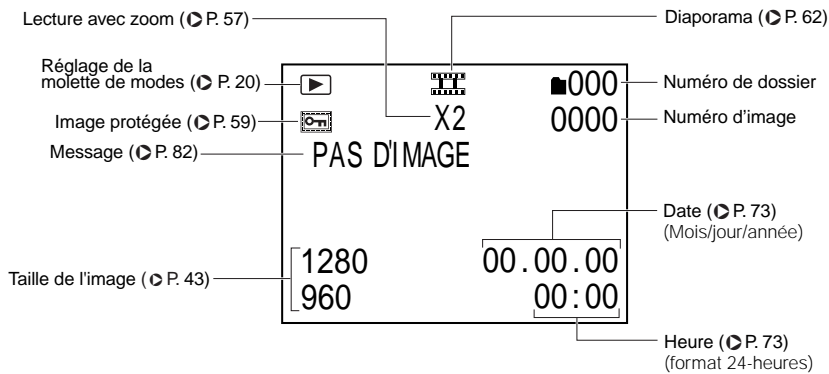 Lecture avec zoom ( P. 57)
Diaporama ( P. 62)
Réglage de la
molette de modes ( P. 20)
000
Numéro de dossier
Image protégée ( P. 59)
X2
0000
Numéro d'image
Message ( P. 82)
PAS D'IMAGE
Date ( P. 73)
(Mois/jour/année)
Taille de l'image ( P. 43)
1280
00.00.00
960
00:00
Heure ( P. 73)
(format 24-heures)